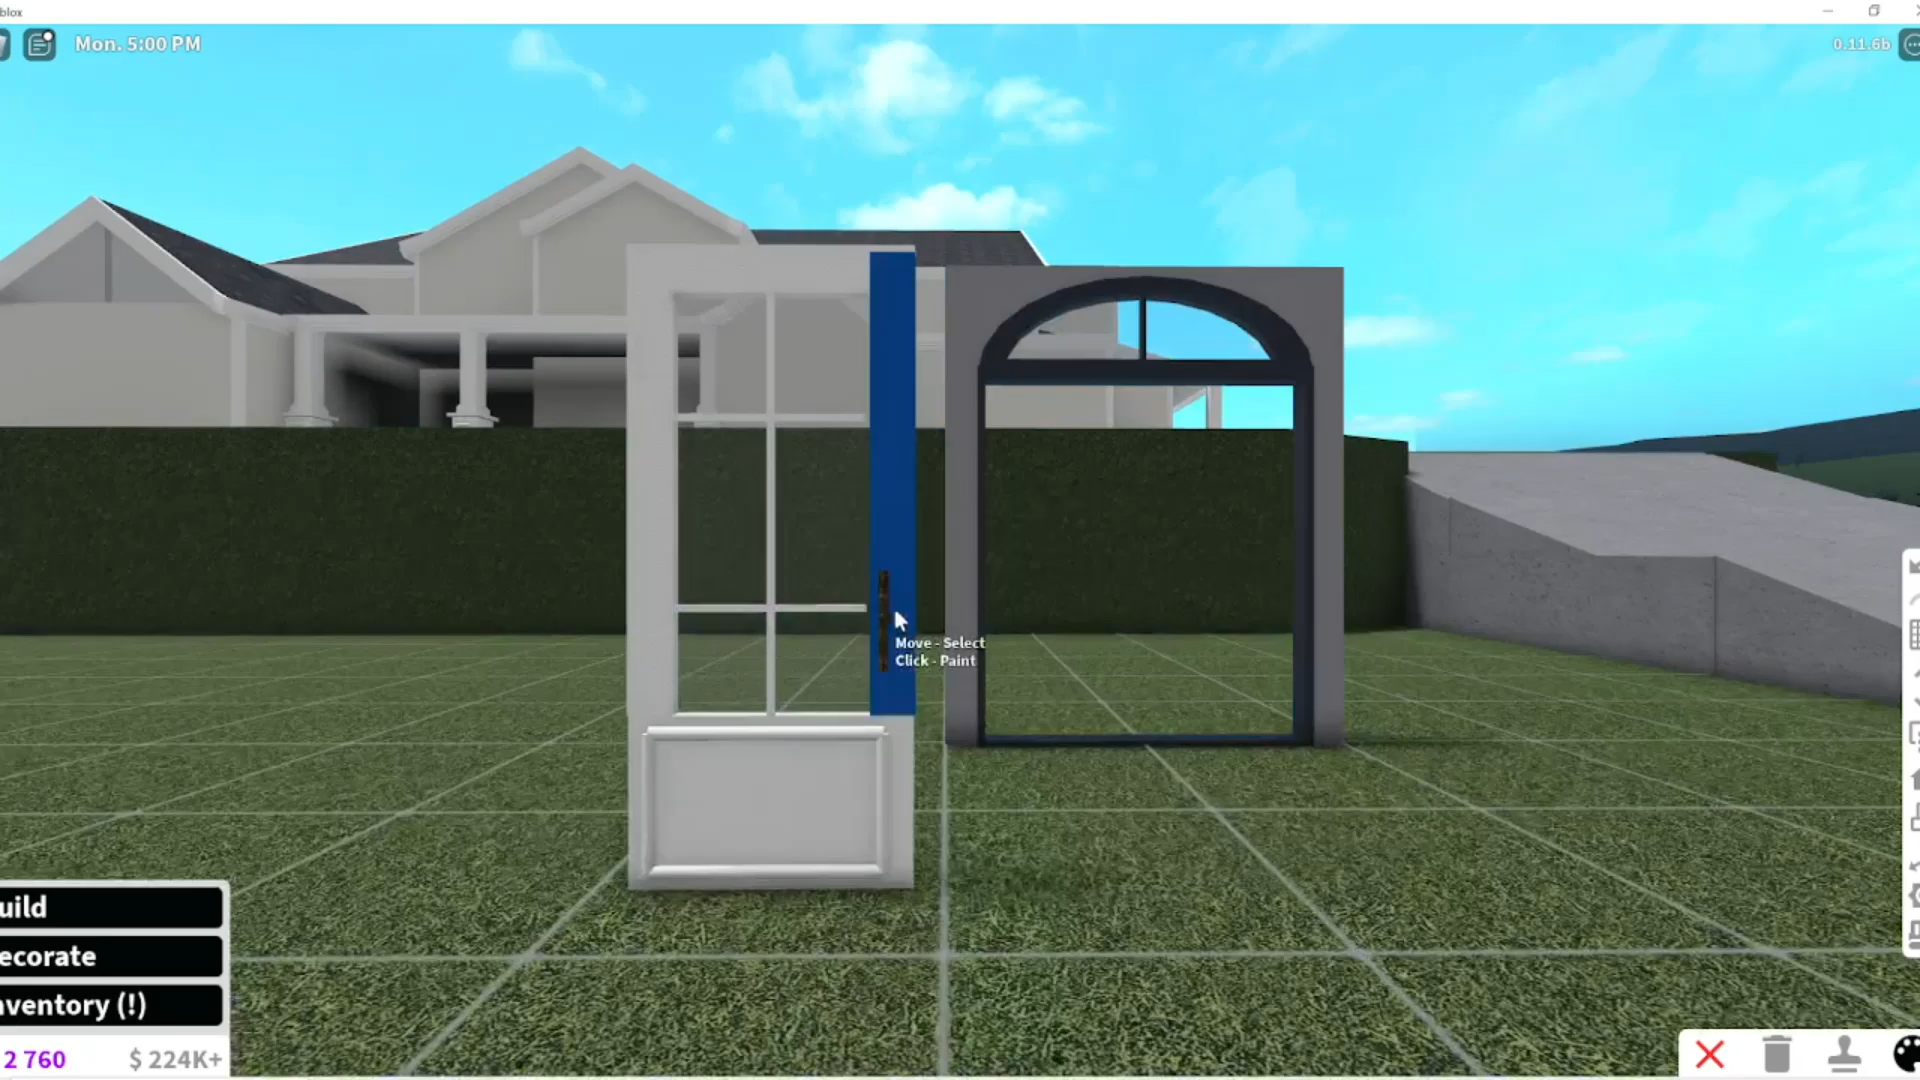 blox
Mon. 5:00 PM
0.11.6b
Move - Select
Click - Paint
uild
ecorate
nventory (!)
2 760
$ 224K+